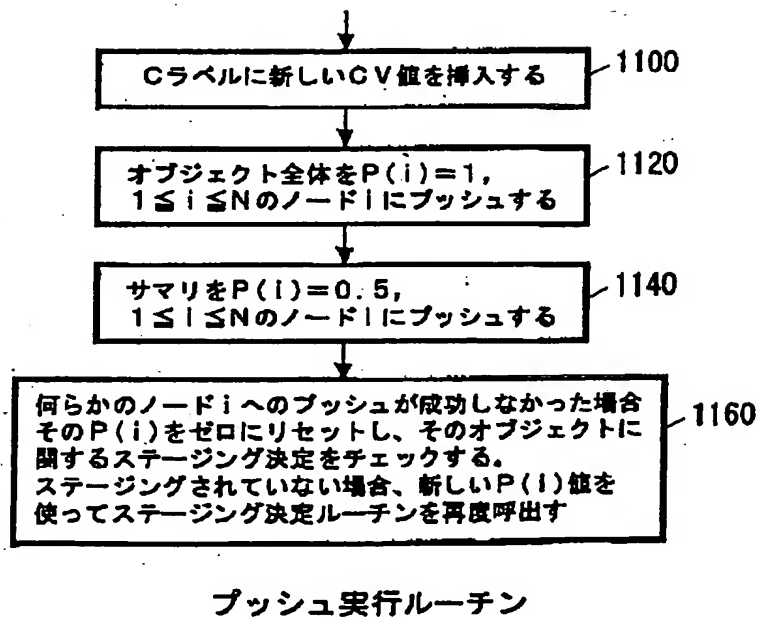 Cラベルに新しいCV値を挿入する
1100
オブジェクト全体をP(i)=1,
1≦i≦Nのノードiにプッシュする
1120
サマリをP(i)=0.5,
1≦i≦Nのノードiにプッシュする
1140
何らかのノードiへのプッシュが成功しなかった場合
そのP(i)をゼロにリセットし、そのオブジェクトに
関するステージング決定をチェックする。
ステージングされていない場合、新しいP(i)値を
使ってステージング決定ルーチンを再度呼出す
1160
プッシュ実行ルーチン